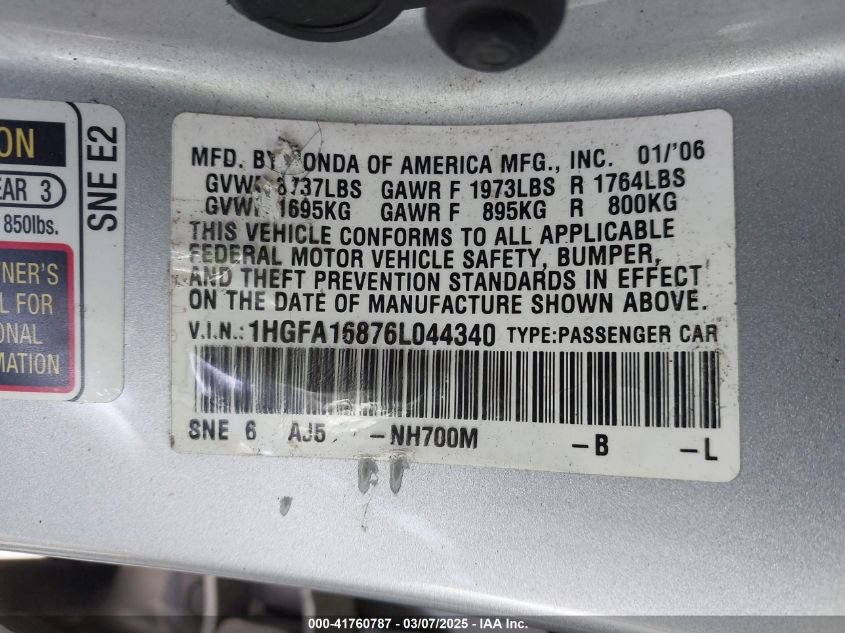 ON
EAR 3
850lbs.
NER'S
L FOR
ONAL
MATION
SNE E2
MFD. BY HONDA OF AMERICA MFG., INC. 01/'06
3737LBS GAWR F 1973LBS R 1764LBS
1695KG GAWR F 895KG R 800KG
THIS VEHICLE CONFORMS TO ALL APPLICABLE
FEDERAL MOTOR VEHICLE SAFETY, BUMPER,
AND THEFT PREVENTION STANDARDS IN EFFECT
ON THE DATE OF MANUFACTURE SHOWN ABOVE.
V.I.N.: 1HGFA16876L044340 TYPE:PASSENGER CAR
SNE 6 AJ5 -NH700M -B -L
©-41760787 - 03/07/2025 - IAA Inc.